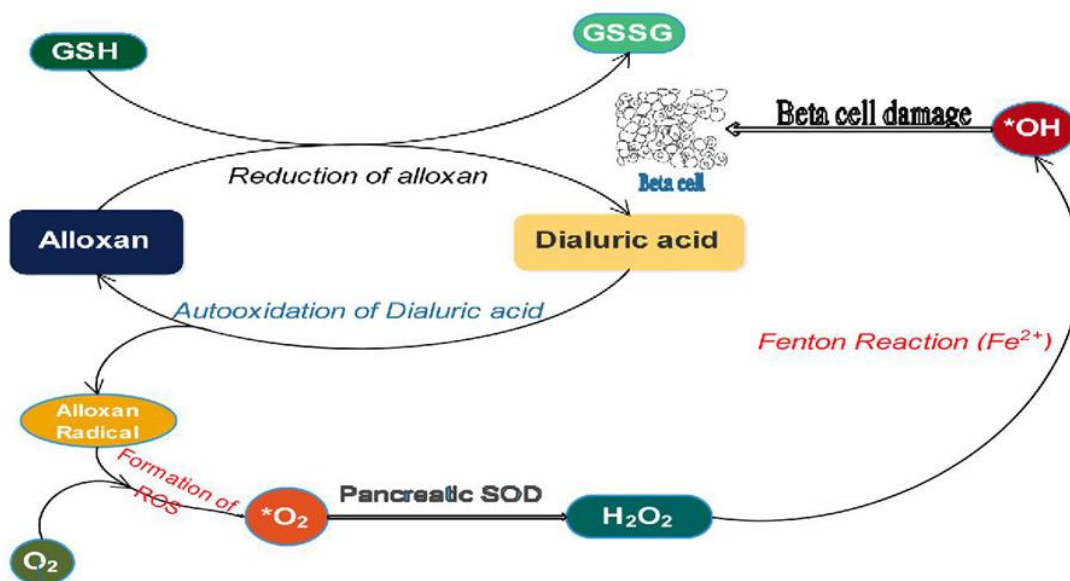 GSH
GSSG
Beta cell damage
*OH
Reduction of alloxan
Beta cell
Alloxan
Dialuric acid
Autooxidation of Dialuric acid
Fenton Reaction (Fe²⁺)
Alloxan
Radical
Formation of
ROS
*O₂
Pancreatic SOD
H₂O₂
O₂